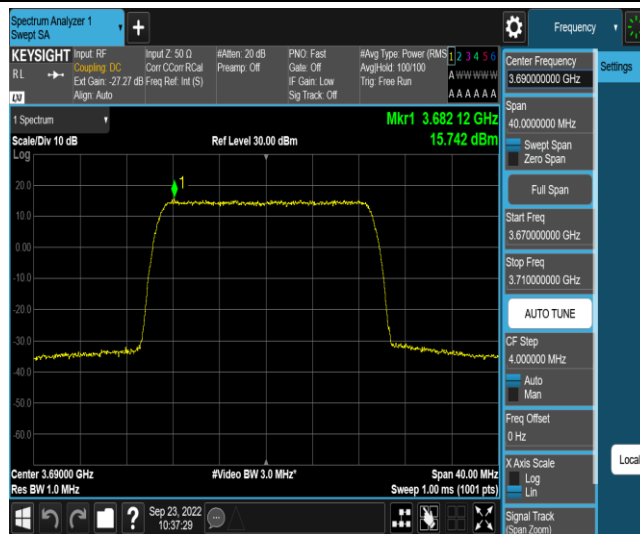 Spectrum Analyzer 1
Swept SA
Frequency
KEYSIGHT
RL
Input: RF
Coupling: DC
Ext Gain: -27.27 dB
Align: Auto
Input Z: 50 Ω
Corr CCorr RCal
Freq Ref: Int (S)
#Atten: 20 dB
Preamp: Off
PNO: Fast
Gate: Off
IF Gain: Low
Sig Track: Off
#Avg Type: Power (RMS
Avg|Hold: 100/100
Trig: Free Run
1 2 3 4 5 6
A W W W W W
A A A A A A
1 Spectrum
Scale/Div 10 dB
Ref Level 30.00 dBm
Mkr1 3.682 12 GHz
15.742 dBm
Log
1
20.0
10.0
0.00
-10.0
-20.0
-30.0
-40.0
-50.0
-60.0
Center 3.69000 GHz
#Video BW 3.0 MHz*
Span 40.00 MHz
Res BW 1.0 MHz
Sweep 1.00 ms (1001 pts)
Center Frequency
3.690000000 GHz
Settings
Span
40.0000000 MHz
Swept Span
Zero Span
Full Span
Start Freq
3.670000000 GHz
Stop Freq
3.710000000 GHz
AUTO TUNE
CF Step
4.000000 MHz
Auto
Man
Freq Offset
0 Hz
X Axis Scale
Log
Lin
Local
Signal Track
(Span Zoom)
?
Sep 23, 2022
10:37:29